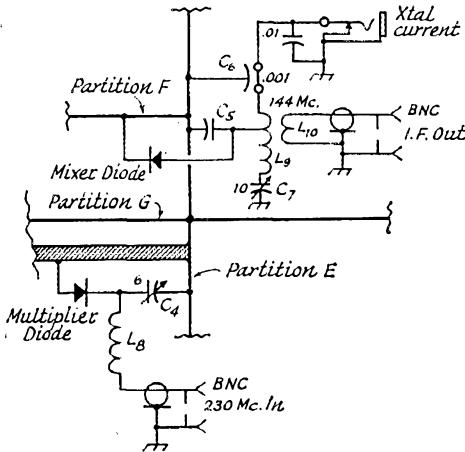 Xtal
current
.01
C6
.001
Partition F
C5
144 Mc.
BNC
L10
I.F. Out
Mixer Diode
L9
10
C7
Partition G
Partition E
6
C4
Multiplier
Diode
L8
BNC
230 Mc. In